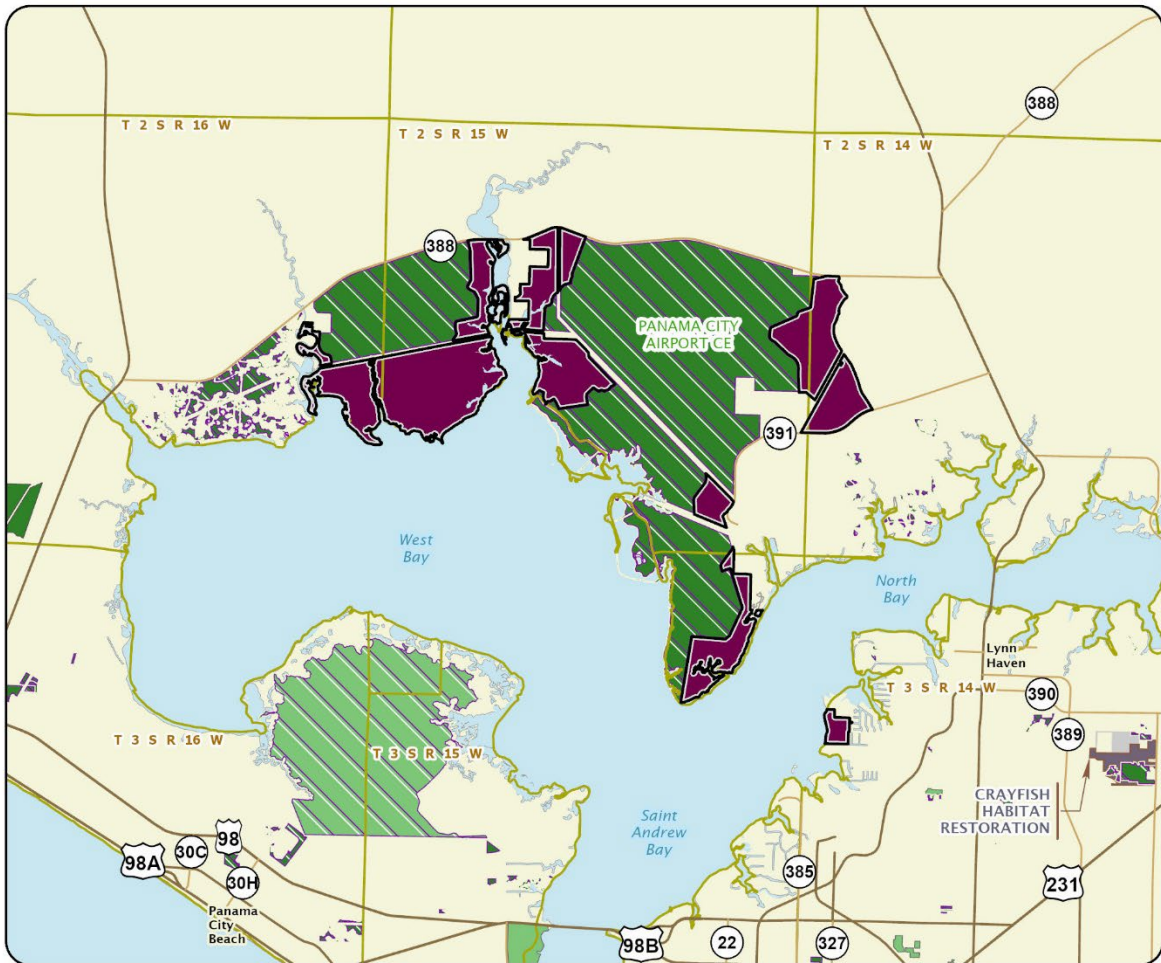 388
T 2 S R 16 W
T 2 S R 15 W
T 2 S R 14 W
388
PANAMA CITY
AIRPORT CE
391
West
Bay
North
Bay
Lynn
Haven
T 3 S R 14 W
390
389
T 3 S R 16 W
T 3 S R 15 W
CRAYFISH
HABITAT
RESTORATION
Saint
Andrew
Bay
98
30C
98A
30H
385
231
Panama
City
Beach
98B
22
327